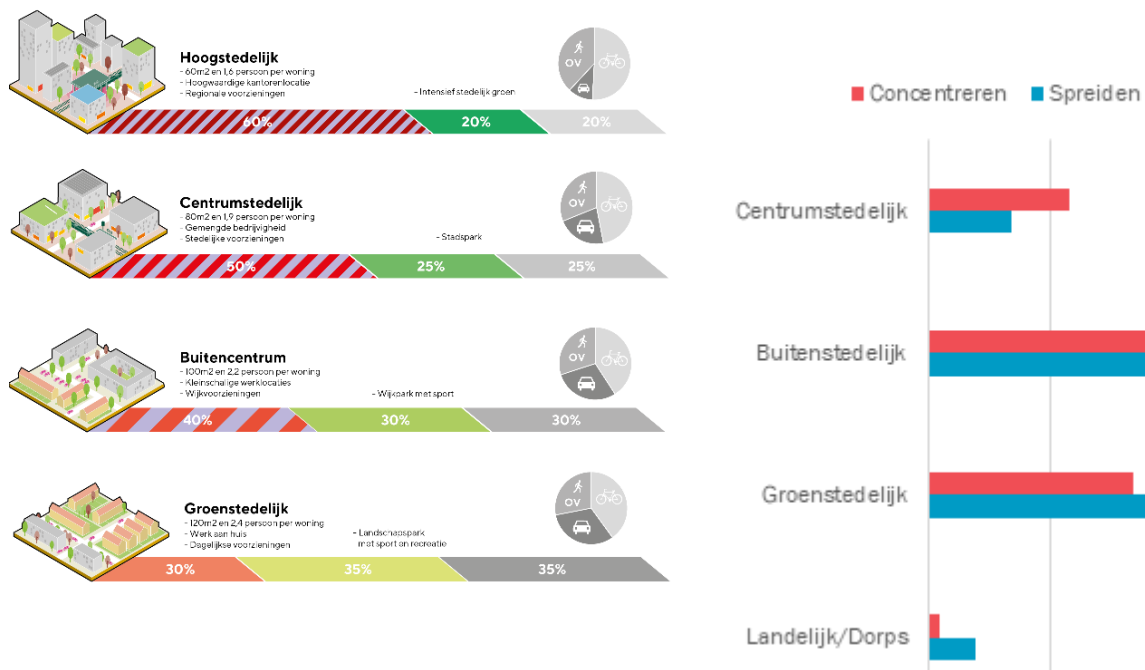 Hoogstedelijk
- 60m2 en 1,6 persoon per woning
- Hoogwaardige kantorenlocatie
- Regionale voorzieningen
- Intensief stedelijk groen
OV
60%
20%
20%
Centrumstedelijk
- 80m2 en 1,9 persoon per woning
- Gemengde bedrijvigheid
- Stedelijke voorzieningen
- Stadspark
OV
50%
25%
25%
Buitencentrum
- 100m2 en 2,2 persoon per woning
- Kleinschalige werklocaties
- Wijkvoorzieningen
- Wijkpark met sport
OV
40%
30%
30%
Groenstedelijk
- 120m2 en 2,4 persoon per woning
- Werk aan huis
- Dagelijkse voorzieningen
- Landschapspark
met sport en recreatie
OV
30%
35%
35%
Concentreren
Spreiden
Centrumstedelijk
Buitenstedelijk
Groenstedelijk
Landelijk/Dorps